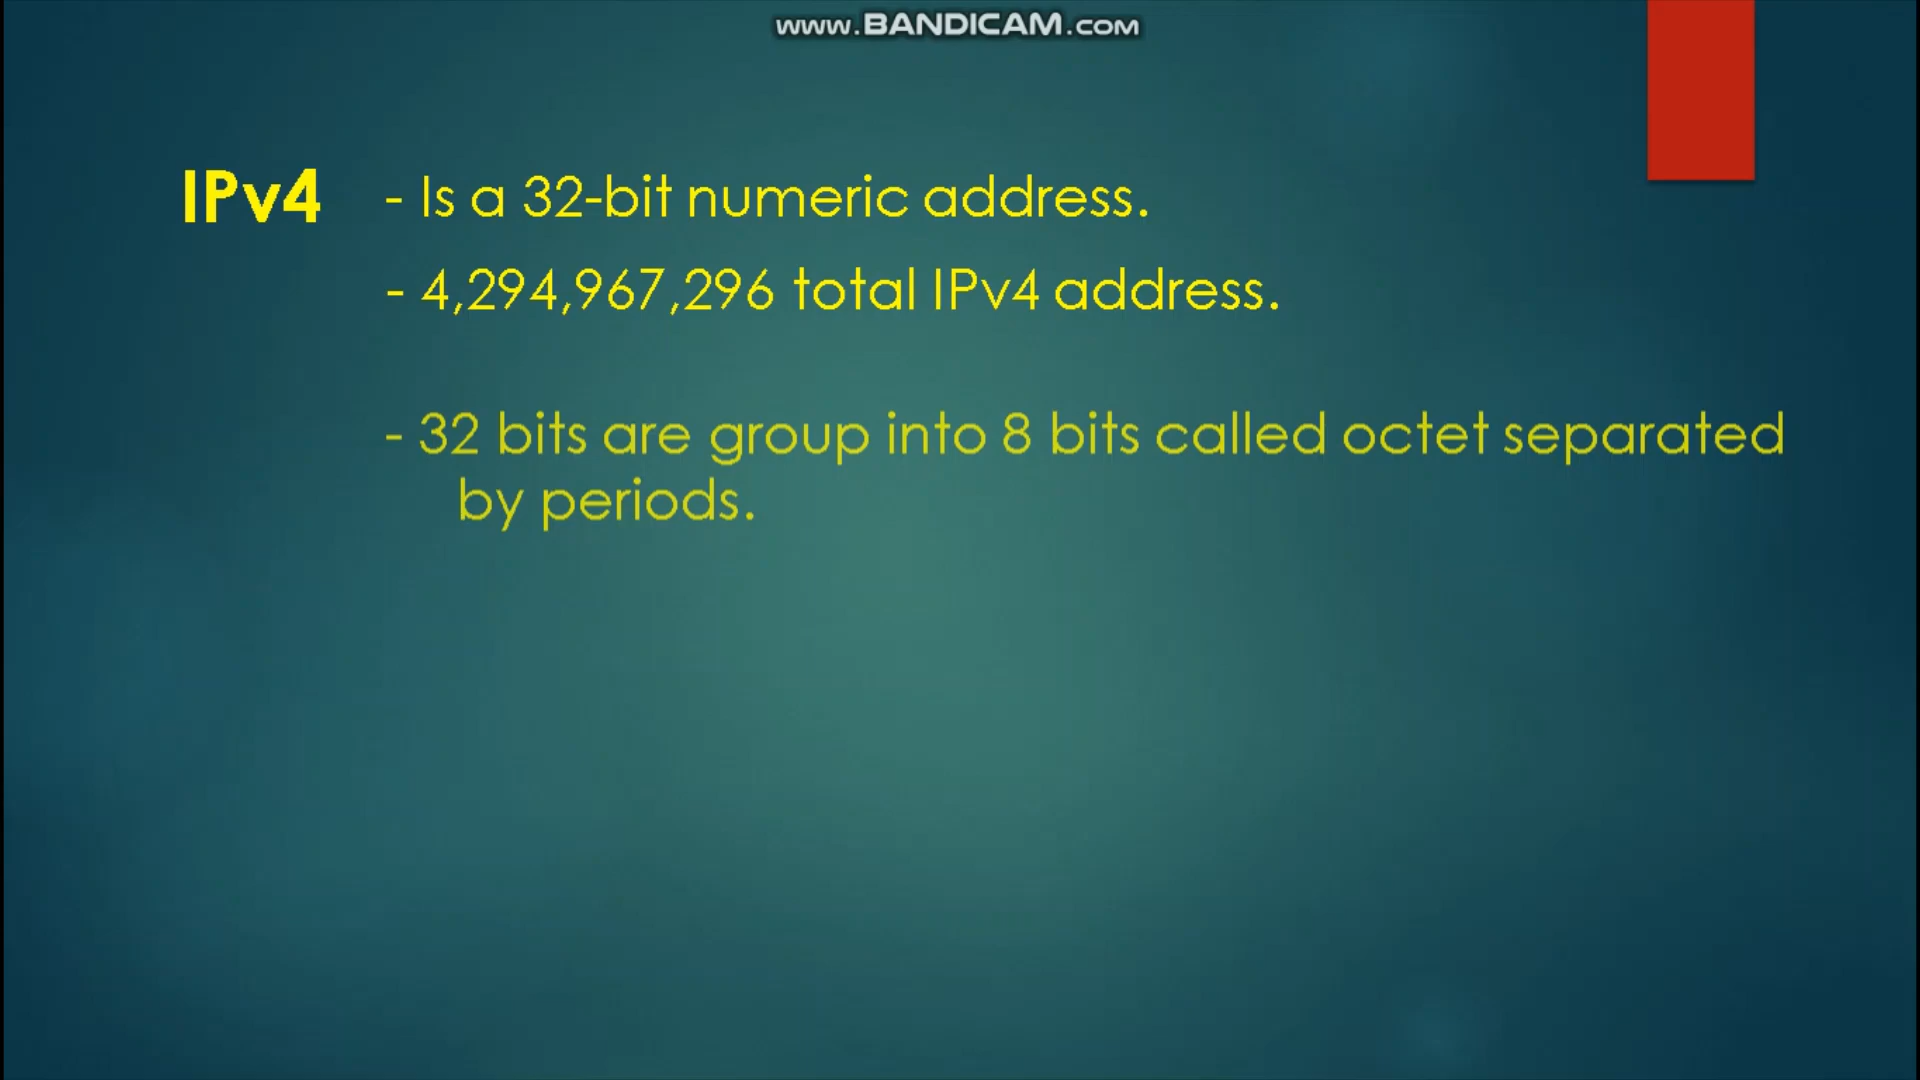 www.BANDICAM.com
IPv4 - Is a 32-bit numeric address.
- 4,294,967,296 total IPv4 address.
- 32 bits are group into 8 bits called octet separated
by periods.